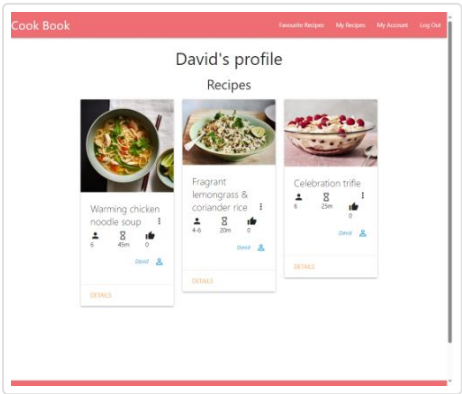 Cook Book
Favourite Recipes My Recipes My Account Log Out
David's profile
Recipes
Warming chicken
noodle soup
6 45m 0
David
DETAILS
Fragrant
lemongrass &
coriander rice
4-6 20m 0
David
DETAILS
Celebration trifle
6 25m 0
David
DETAILS